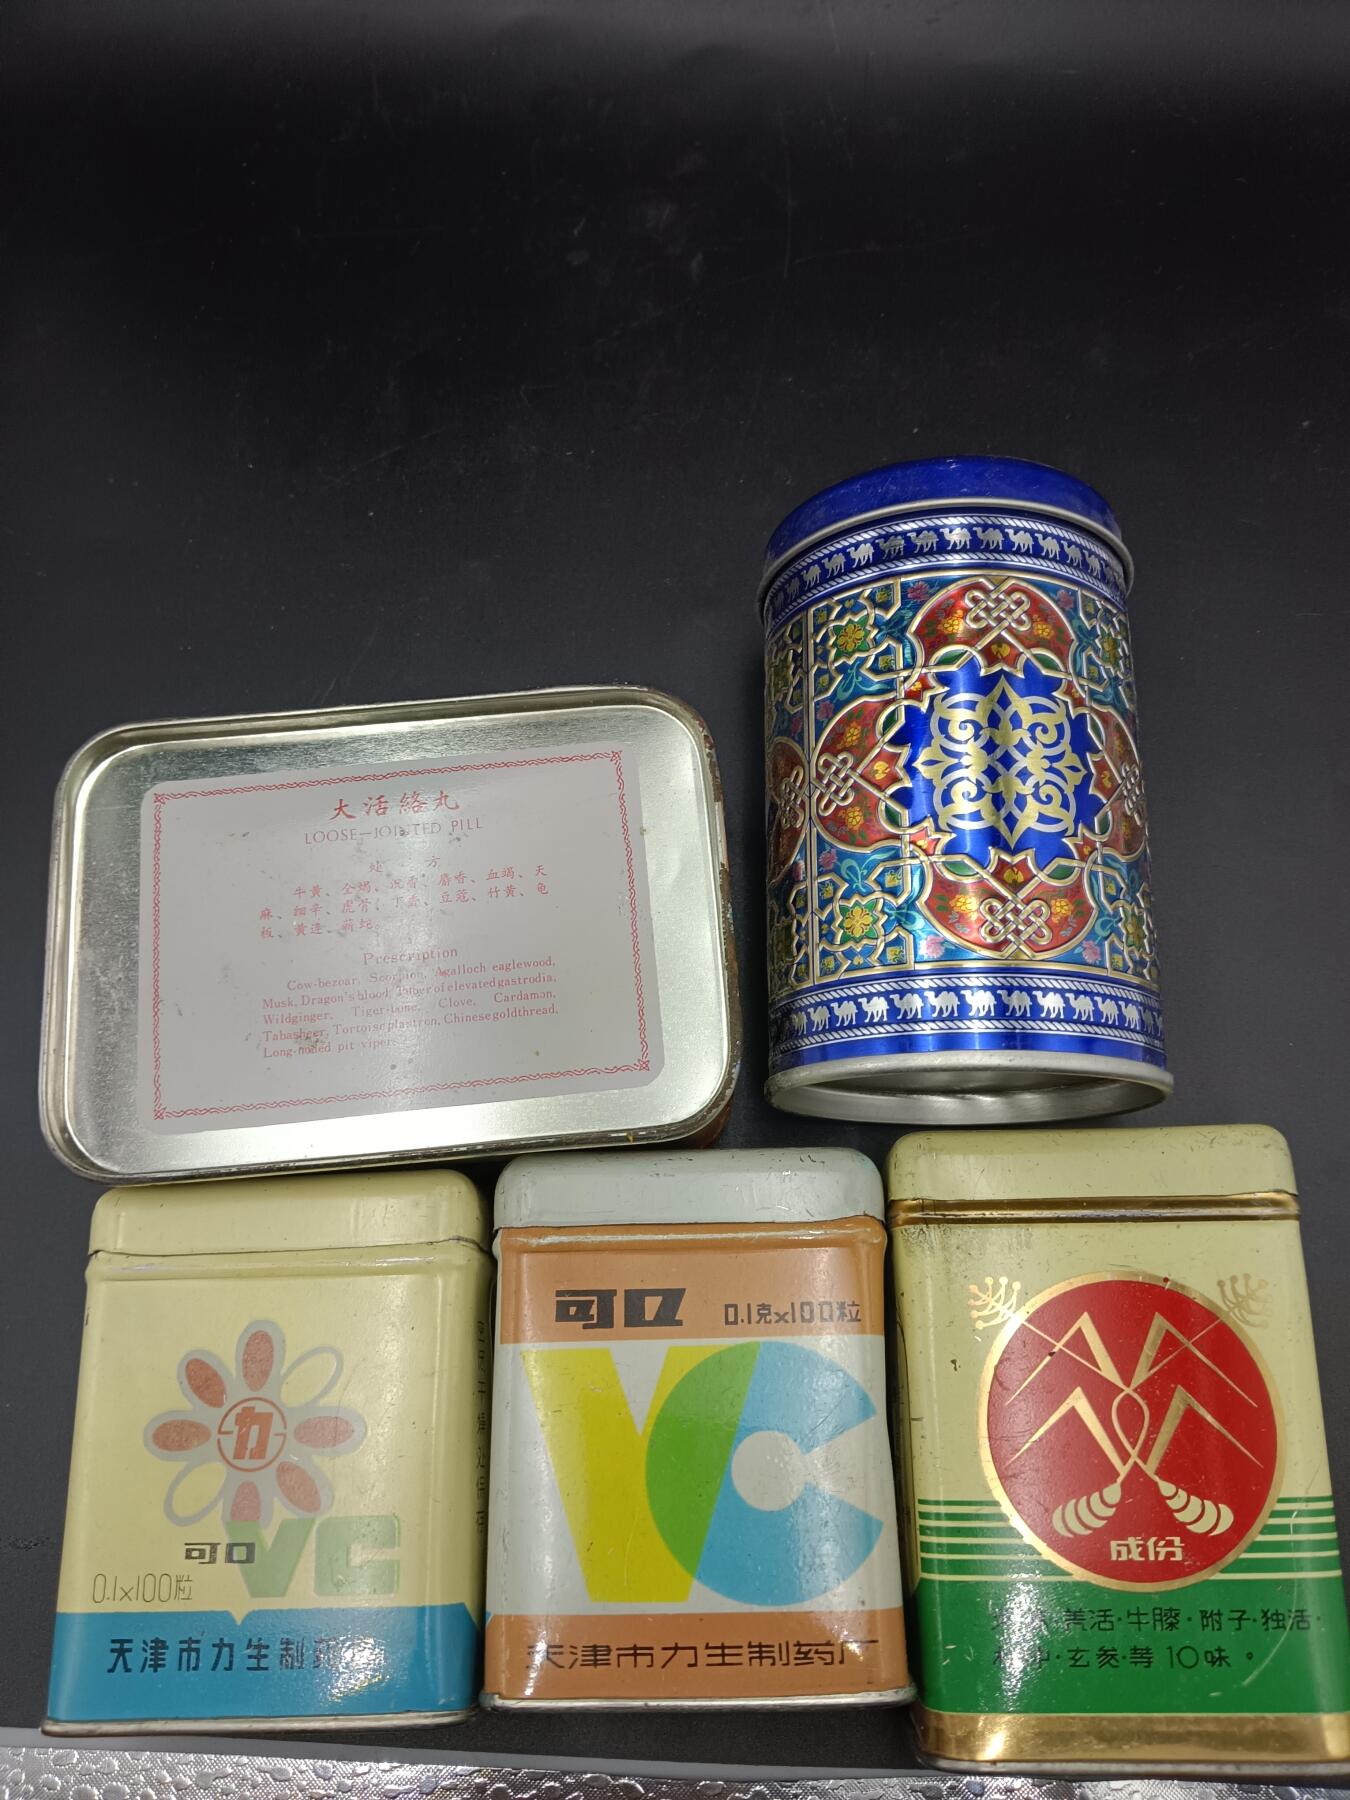 大活絡丸
LOOSE—JOINTED PILL
处 方
牛黄、全蝎、沉香、麝香、血竭、天
麻、细辛、虎骨、丁香、豆蔻、竹黄、龟
板、黄连、蕲蛇。
Prescription
Cow-bezoar, Scorpion, Agalloch eaglewood,
Musk, Dragon's blood, Tuber of elevated gastrodia,
Wildginger, Tiger-bone, Clove, Cardamon,
Tabasheer, Tortoise plastron, Chinese goldthread,
Long-noded pit vipers
力
可口
VC
0.1x100粒
天津市力生制药
可口 0.1克x100粒
VC
天津市力生制药厂
成份
羌活·牛膝·附子·独活·
玄参·等10味。